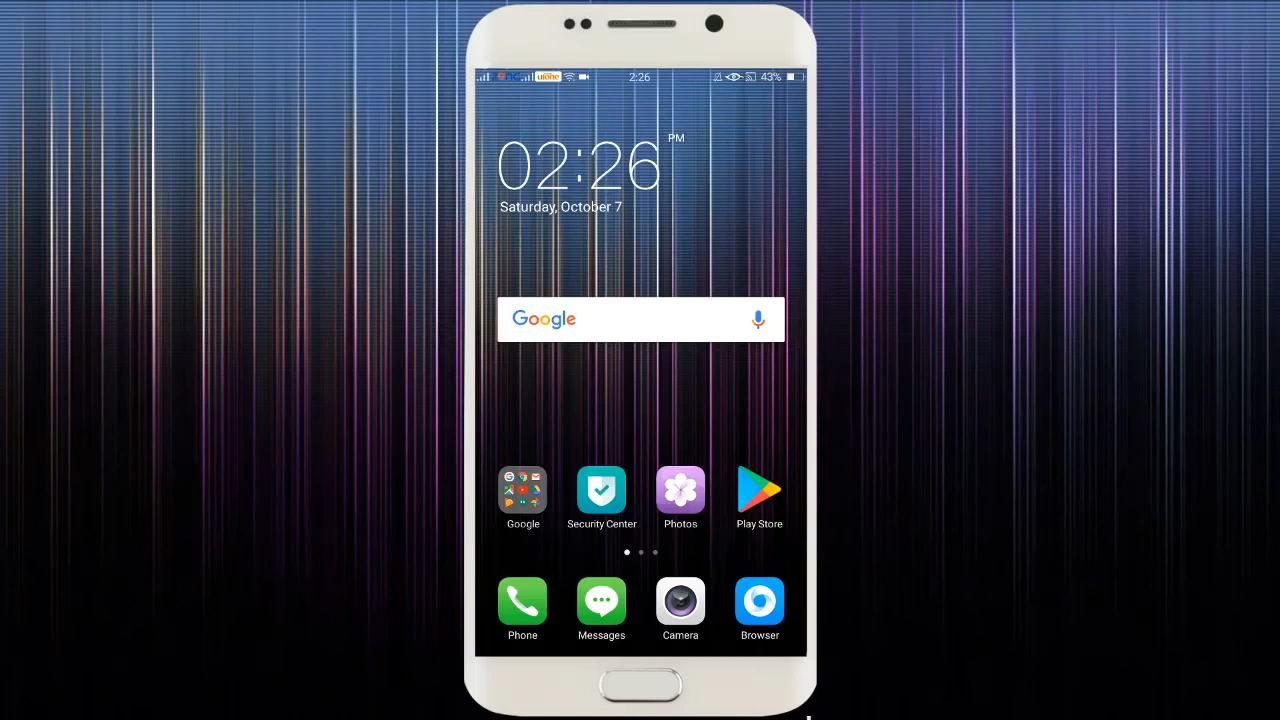 ZONG ufone 2:26 43%
02:26 PM
Saturday, October 7
Google
Google Security Center Photos Play Store
Phone Messages Camera Browser